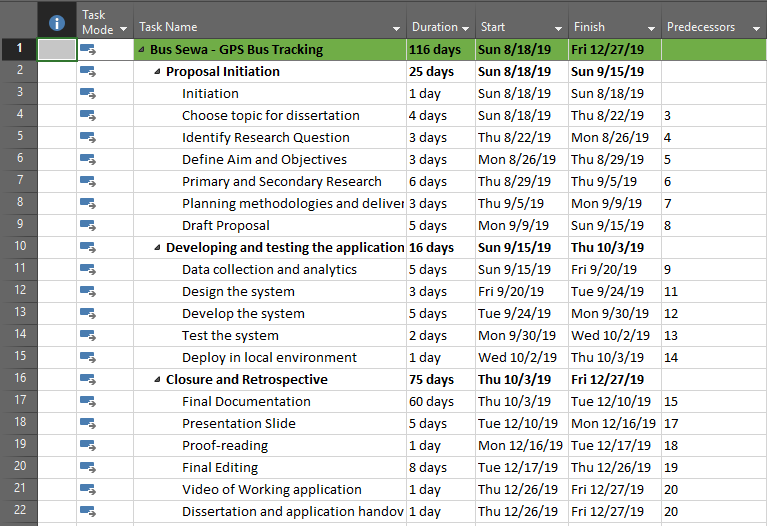 Task Mode Task Name Duration Start Finish Predecessors
1 Bus Sewa - GPS Bus Tracking 116 days Sun 8/18/19 Fri 12/27/19
2 Proposal Initiation 25 days Sun 8/18/19 Sun 9/15/19
3 Initiation 1 day Sun 8/18/19 Sun 8/18/19
4 Choose topic for dissertation 4 days Sun 8/18/19 Thu 8/22/19 3
5 Identify Research Question 3 days Thu 8/22/19 Mon 8/26/19 4
6 Define Aim and Objectives 3 days Mon 8/26/19 Thu 8/29/19 5
7 Primary and Secondary Research 6 days Thu 8/29/19 Thu 9/5/19 6
8 Planning methodologies and deliver 3 days Thu 9/5/19 Mon 9/9/19 7
9 Draft Proposal 5 days Mon 9/9/19 Sun 9/15/19 8
10 Developing and testing the application 16 days Sun 9/15/19 Thu 10/3/19
11 Data collection and analytics 5 days Sun 9/15/19 Fri 9/20/19 9
12 Design the system 3 days Fri 9/20/19 Tue 9/24/19 11
13 Develop the system 5 days Tue 9/24/19 Mon 9/30/19 12
14 Test the system 2 days Mon 9/30/19 Wed 10/2/19 13
15 Deploy in local environment 1 day Wed 10/2/19 Thu 10/3/19 14
16 Closure and Retrospective 75 days Thu 10/3/19 Fri 12/27/19
17 Final Documentation 60 days Thu 10/3/19 Tue 12/10/19 15
18 Presentation Slide 5 days Tue 12/10/19 Mon 12/16/19 17
19 Proof-reading 1 day Mon 12/16/19 Tue 12/17/19 18
20 Final Editing 8 days Tue 12/17/19 Thu 12/26/19 19
21 Video of Working application 1 day Thu 12/26/19 Fri 12/27/19 20
22 Dissertation and application handov 1 day Thu 12/26/19 Fri 12/27/19 20